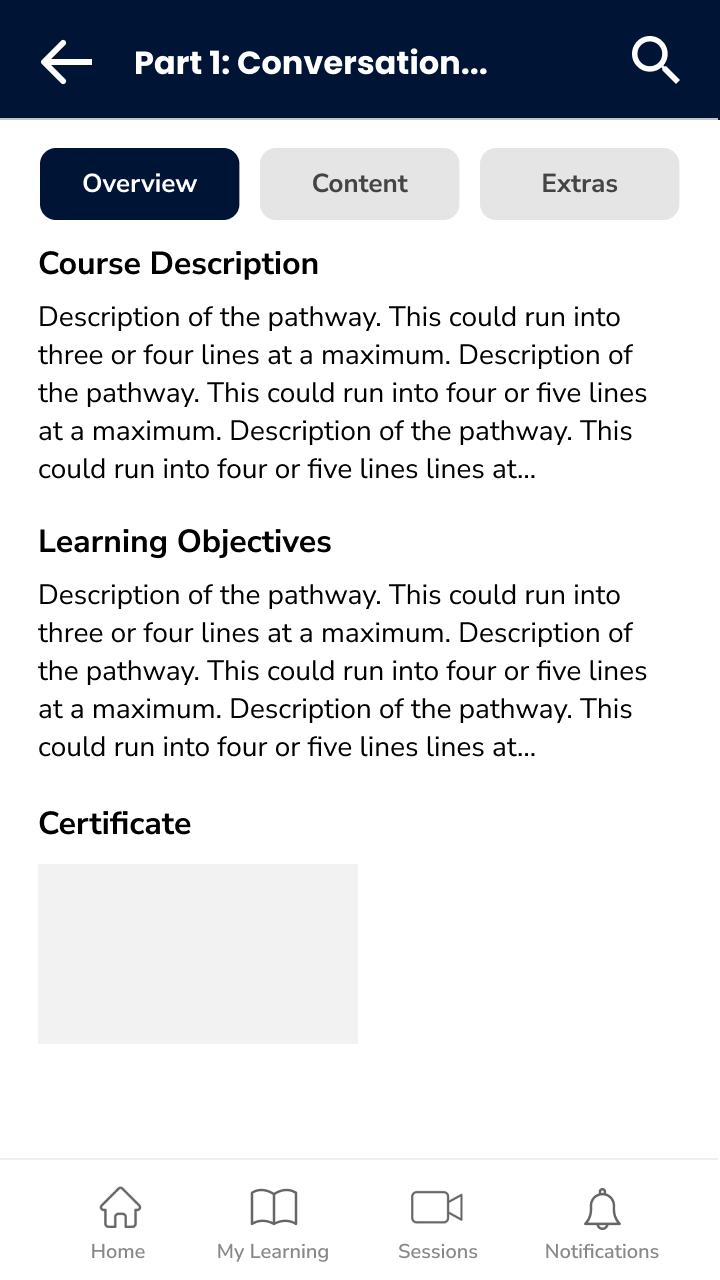 Part 1: Conversation...
Overview
Content
Extras
Course Description
Description of the pathway. This could run into
three or four lines at a maximum. Description of
the pathway. This could run into four or five lines
at a maximum. Description of the pathway. This
could run into four or five lines lines at...
Learning Objectives
Description of the pathway. This could run into
three or four lines at a maximum. Description of
the pathway. This could run into four or five lines
at a maximum. Description of the pathway. This
could run into four or five lines lines at...
Certificate
Home
My Learning
Sessions
Notifications